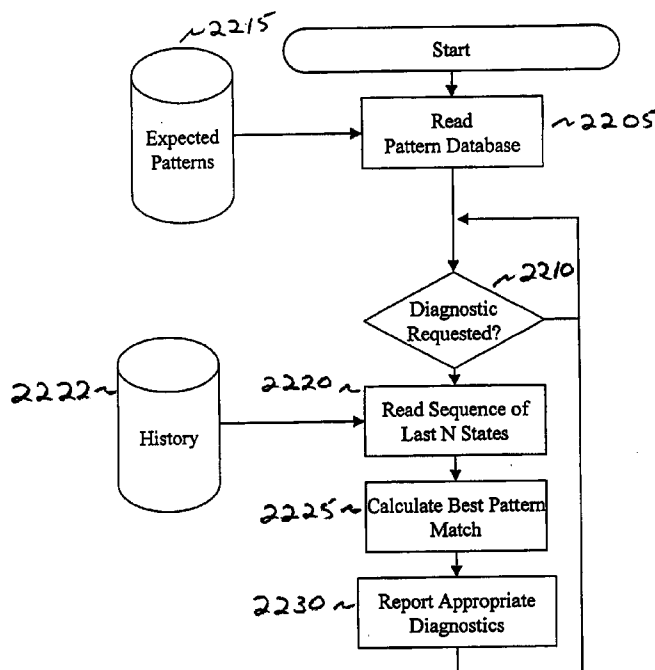 ~2215
Start
Expected
Patterns
Read
Pattern Database
~2205
~2210
Diagnostic
Requested?
2222~
History
2220~
Read Sequence of
Last N States
2225~
Calculate Best Pattern
Match
2230~
Report Appropriate
Diagnostics